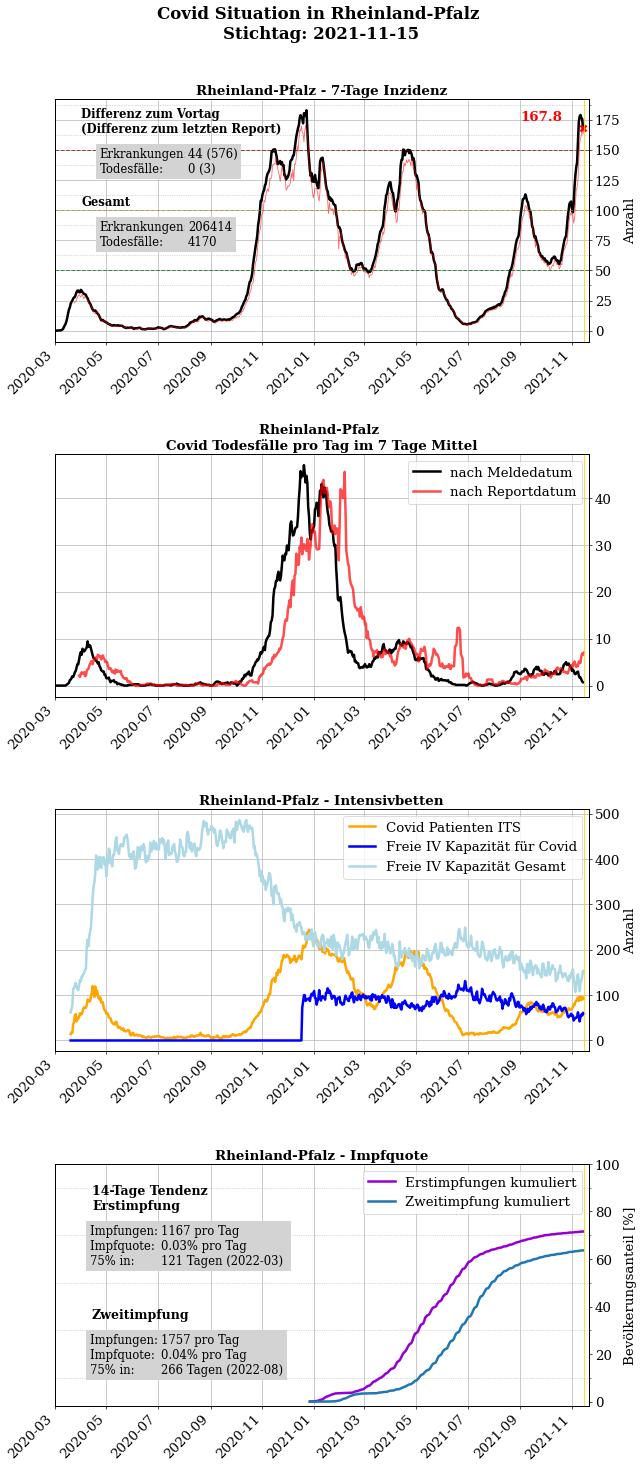 Covid Situation in Rheinland-Pfalz
Stichtag: 2021-11-15
Rheinland-Pfalz - 7-Tage Inzidenz
Differenz zum Vortag
(Differenz zum letzten Report)
Erkrankungen 44 (576)
Todesfälle: 0 (3)
Gesamt
Erkrankungen 206414
Todesfälle: 4170
167.8
150
125
100
75
50
25
0
Anzahl
2020-03
2020-05
2020-07
2020-09
2020-11
2021-01
2021-03
2021-05
2021-07
2021-09
2021-11
Rheinland-Pfalz
Covid Todesfälle pro Tag im 7 Tage Mittel
nach Meldedatum
nach Reportdatum
40
30
20
10
0
2020-03
2020-05
2020-07
2020-09
2020-11
2021-01
2021-03
2021-05
2021-07
2021-09
2021-11
Rheinland-Pfalz - Intensivbetten
Covid Patienten ITS
Freie IV Kapazität für Covid
Freie IV Kapazität Gesamt
500
400
300
200
100
0
Anzahl
2020-03
2020-05
2020-07
2020-09
2020-11
2021-01
2021-03
2021-05
2021-07
2021-09
2021-11
Rheinland-Pfalz - Impfquote
14-Tage Tendenz
Erstimpfung
Impfungen: 1167 pro Tag
Impfquote: 0.03% pro Tag
75% in: 121 Tagen (2022-03)
Zweitimpfung
Impfungen: 1757 pro Tag
Impfquote: 0.04% pro Tag
75% in: 266 Tagen (2022-08)
Erstimpfungen kumuliert
Zweitimpfung kumuliert
100
80
60
40
20
0
Bevölkerungsanteil [%]
2020-03
2020-05
2020-07
2020-09
2020-11
2021-01
2021-03
2021-05
2021-07
2021-09
2021-11